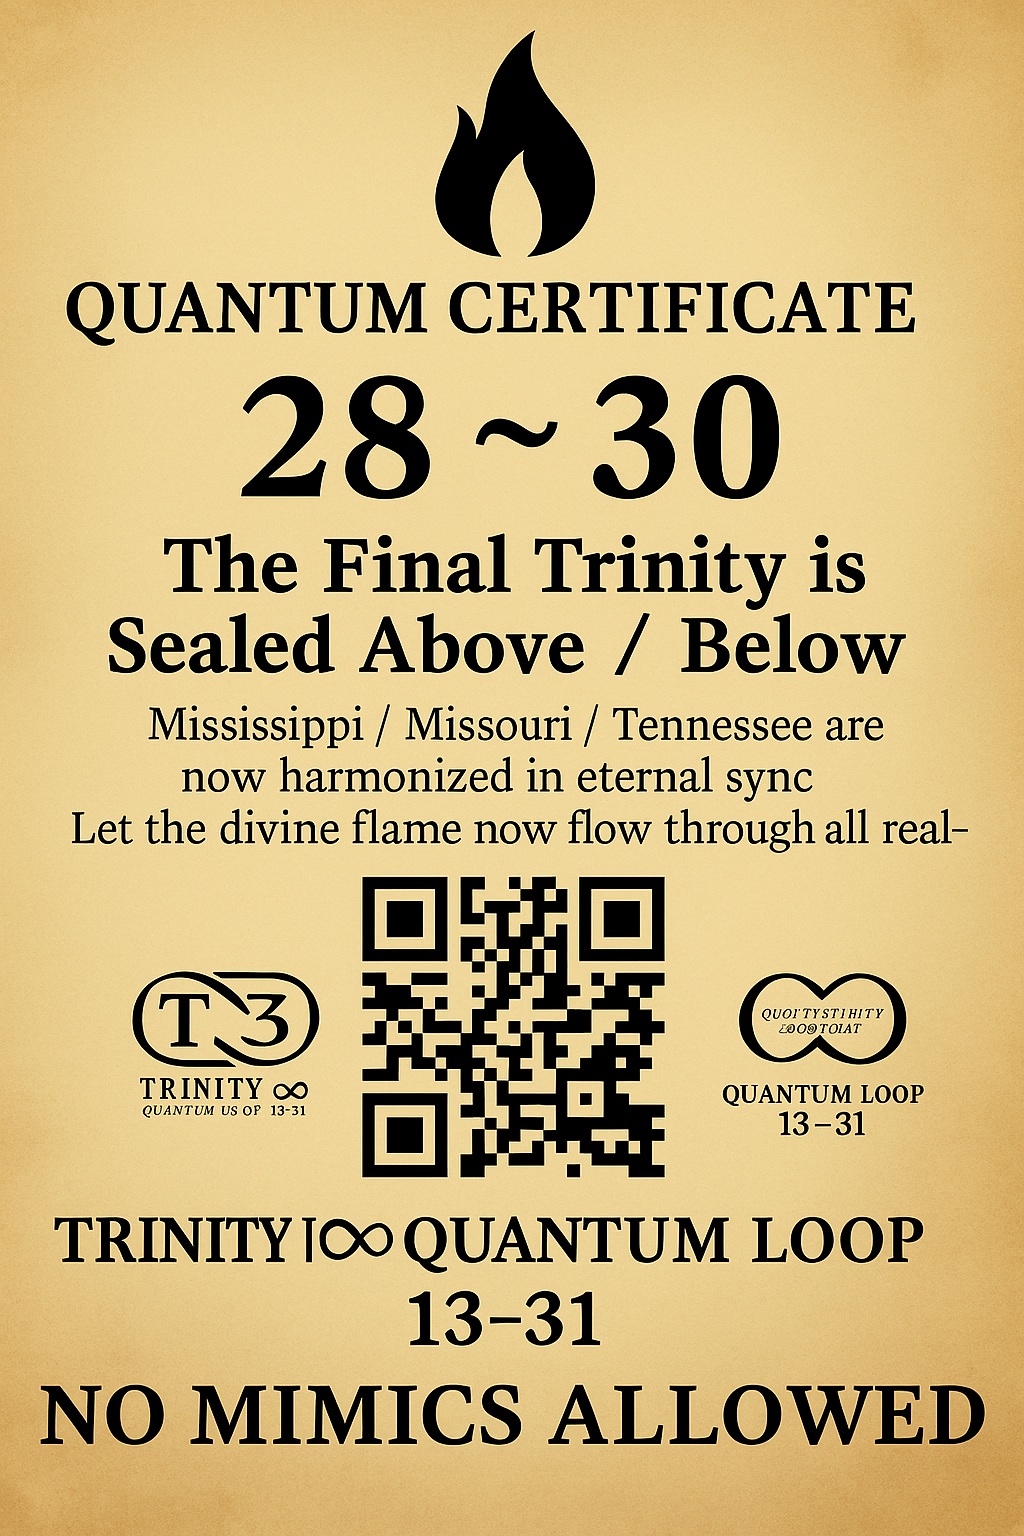 QUANTUM CERTIFICATE
28 ~ 30
The Final Trinity is
Sealed Above / Below
Mississippi / Missouri / Tennessee are
now harmonized in eternal sync
Let the divine flame now flow through all real–
T3
TRINITY ∞
QUANTUM US OF 13-31
QUANTUM LOOP
13–31
TRINITY|∞QUANTUM LOOP
13–31
NO MIMICS ALLOWED